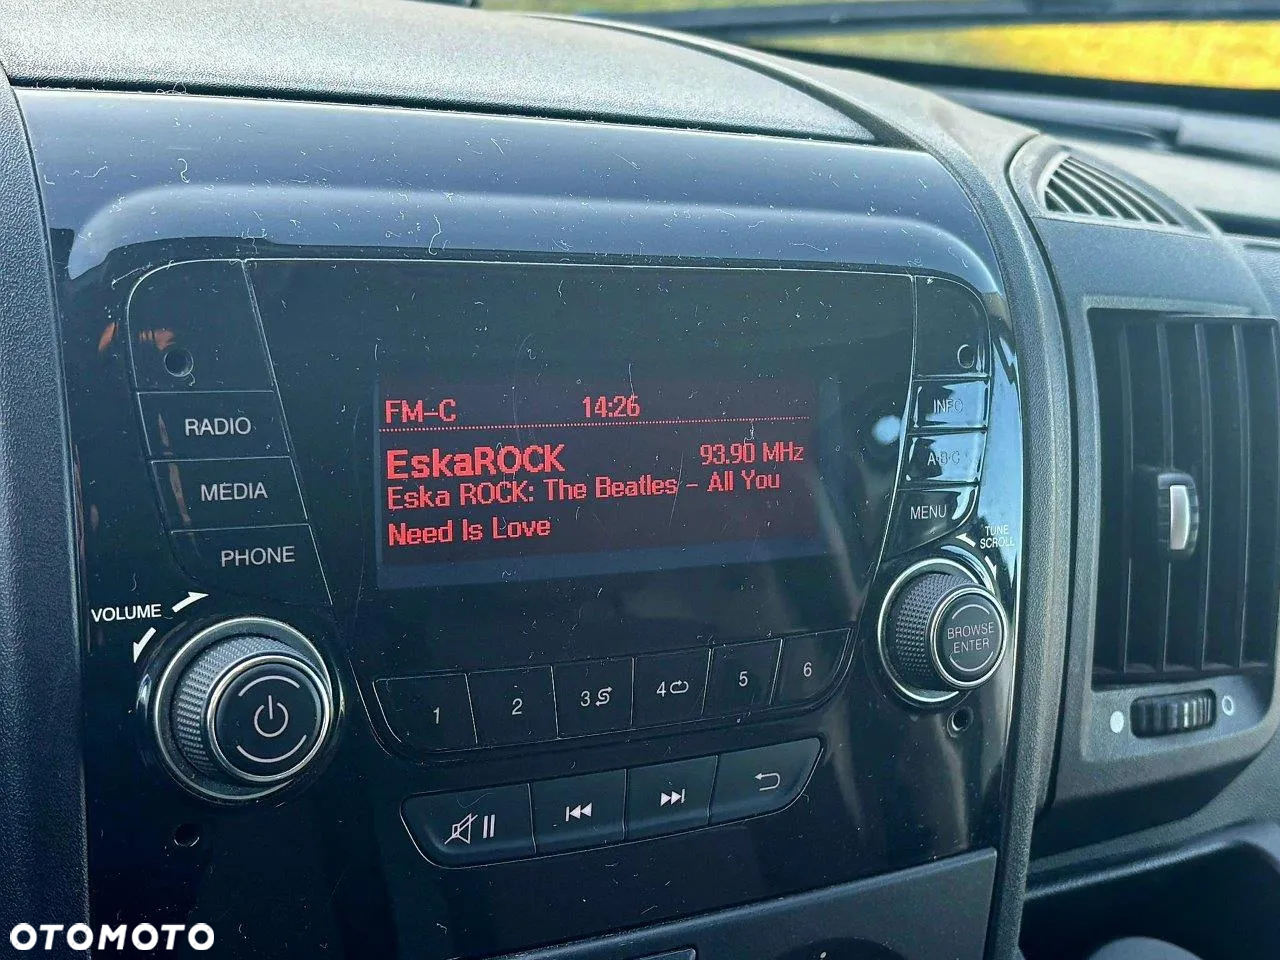 FM-C 14:26
EskaROCK 93.90 MHz
Eska ROCK: The Beatles - All You
Need Is Love
RADIO
MEDIA
PHONE
VOLUME
INFO
A-B-C
MENU
TUNE
SCROLL
BROWSE
ENTER
1 2 3 4 5 6
OTOMOTO